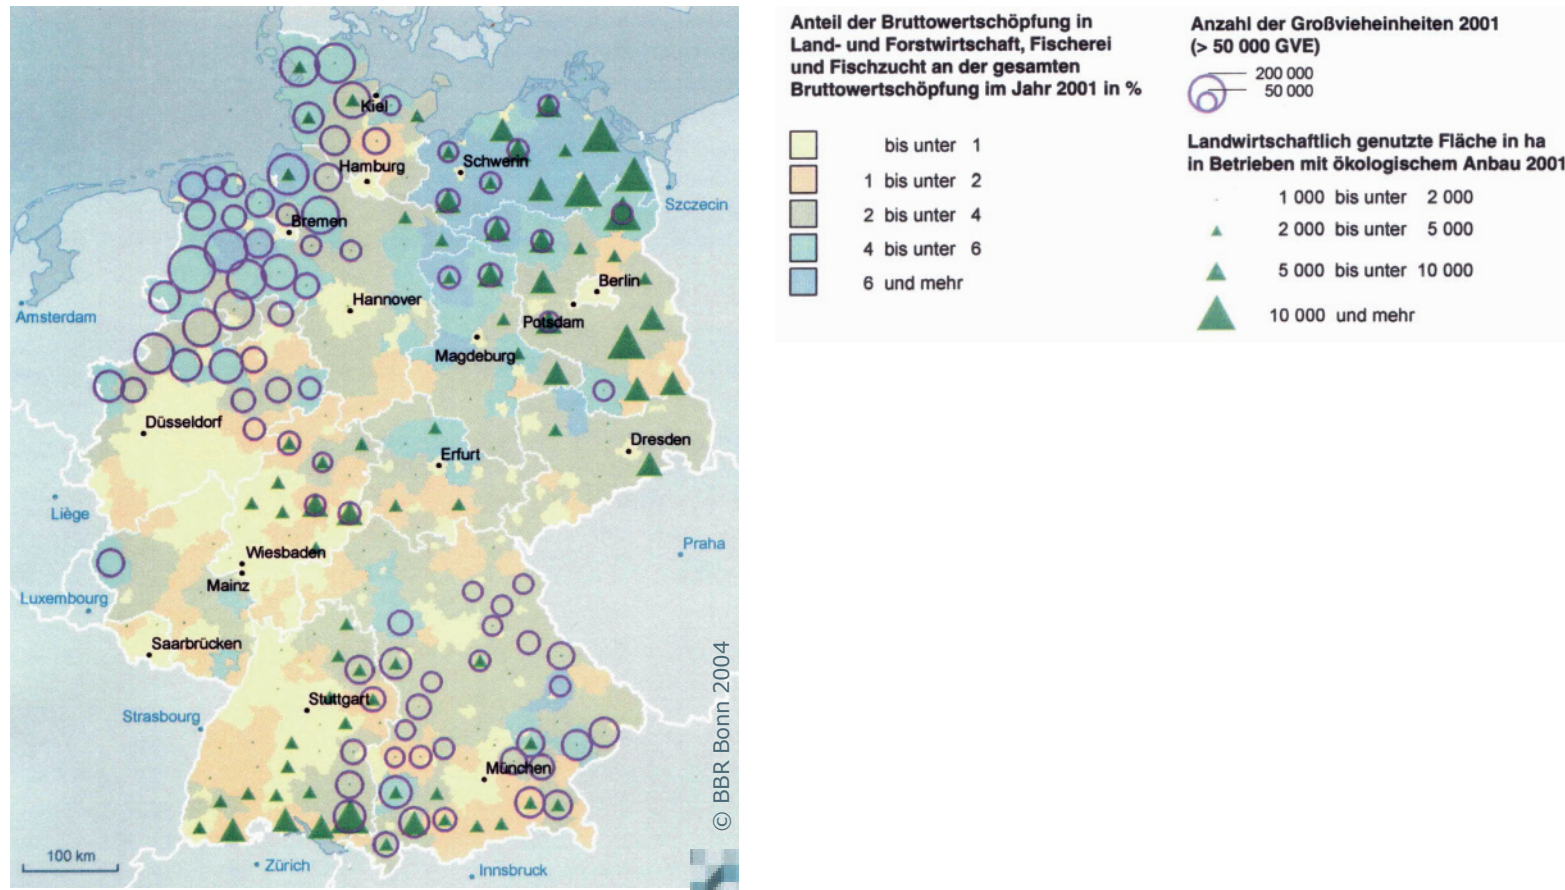 Kiel
Hamburg
Schwerin
Szczecin
Bremen
Berlin
Hannover
Amsterdam
Potsdam
Magdeburg
Düsseldorf
Dresden
Erfurt
Liège
Praha
Wiesbaden
Mainz
Luxembourg
Saarbrücken
Stuttgart
Strasbourg
München
100 km
Zürich
Innsbruck
© BBR Bonn 2004
Anteil der Bruttowertschöpfung in
Land- und Forstwirtschaft, Fischerei
und Fischzucht an der gesamten
Bruttowertschöpfung im Jahr 2001 in %
bis unter 1
1 bis unter 2
2 bis unter 4
4 bis unter 6
6 und mehr
Anzahl der Großvieheinheiten 2001
(> 50 000 GVE)
200 000
50 000
Landwirtschaftlich genutzte Fläche in ha
in Betrieben mit ökologischem Anbau 2001
1 000 bis unter 2 000
2 000 bis unter 5 000
5 000 bis unter 10 000
10 000 und mehr